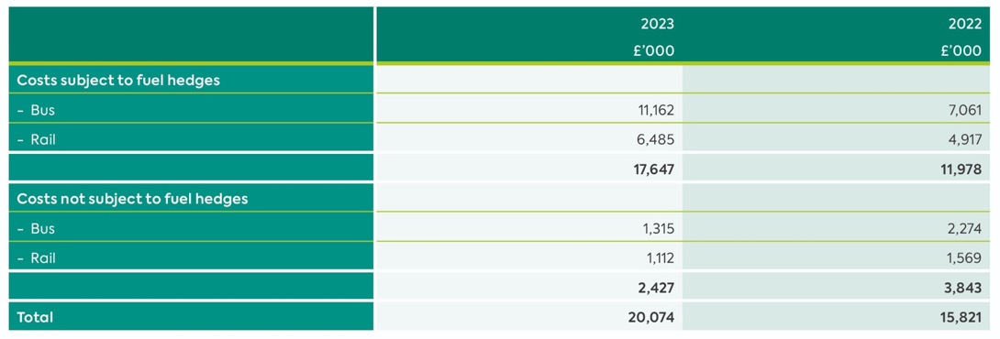 2023 2022
£’000 £’000
Costs subject to fuel hedges
- Bus 11,162 7,061
- Rail 6,485 4,917
17,647 11,978
Costs not subject to fuel hedges
- Bus 1,315 2,274
- Rail 1,112 1,569
2,427 3,843
Total 20,074 15,821